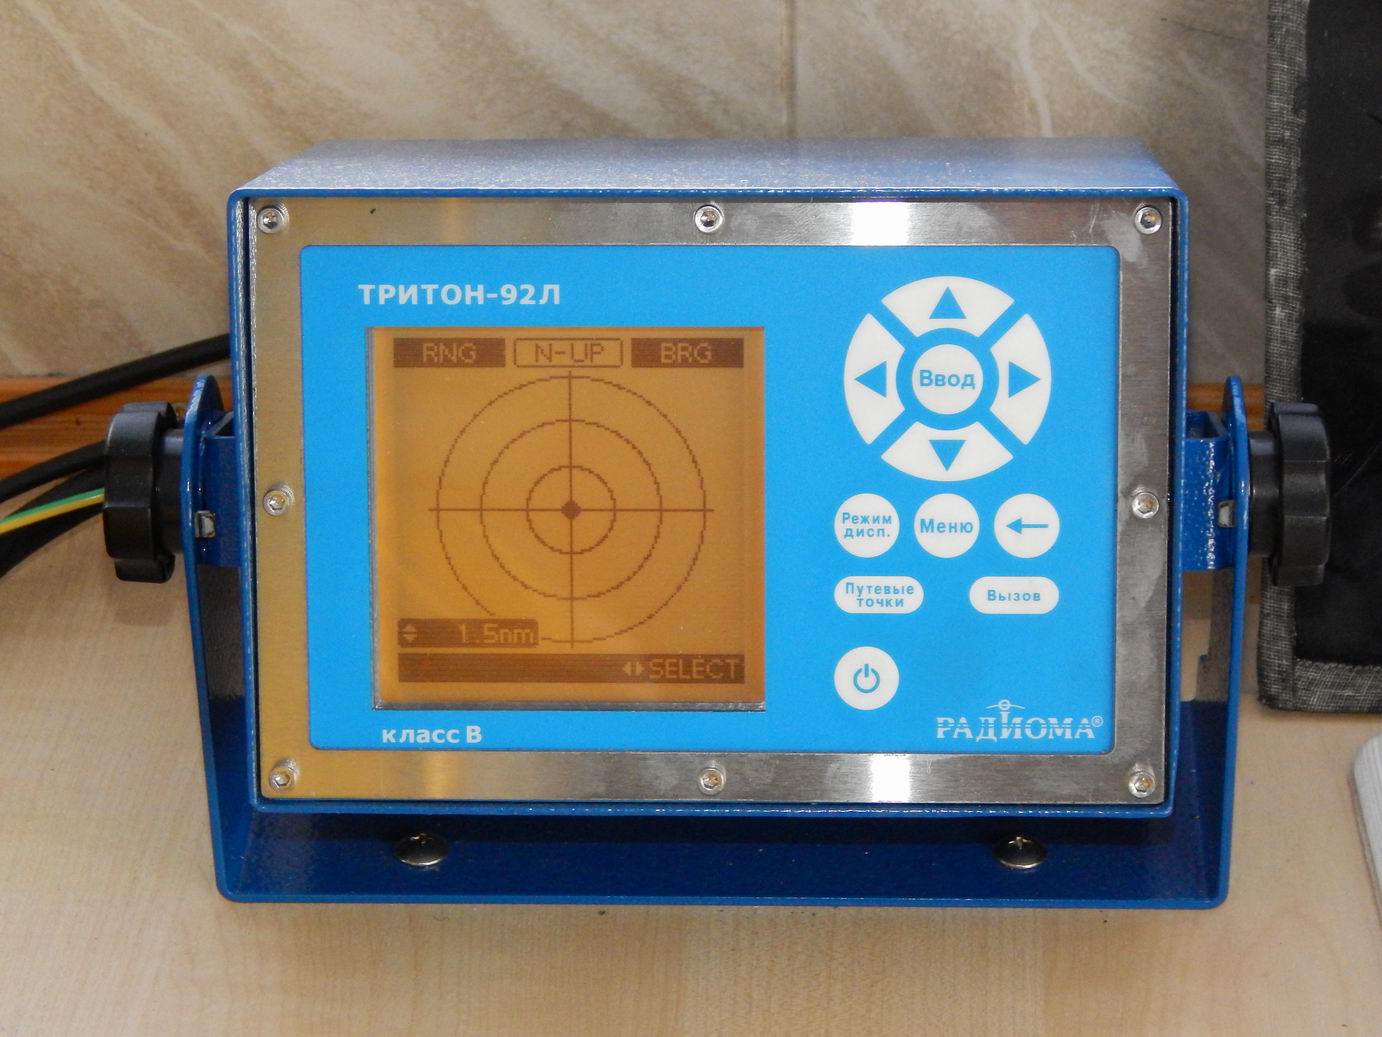 ТРИТОН-92Л
RNG N-UP BRG
1.5nm
SELECT
класс В
Ввод
Режим
дисп.
Меню
Путевые
точки
Вызов
РАДИОМА®